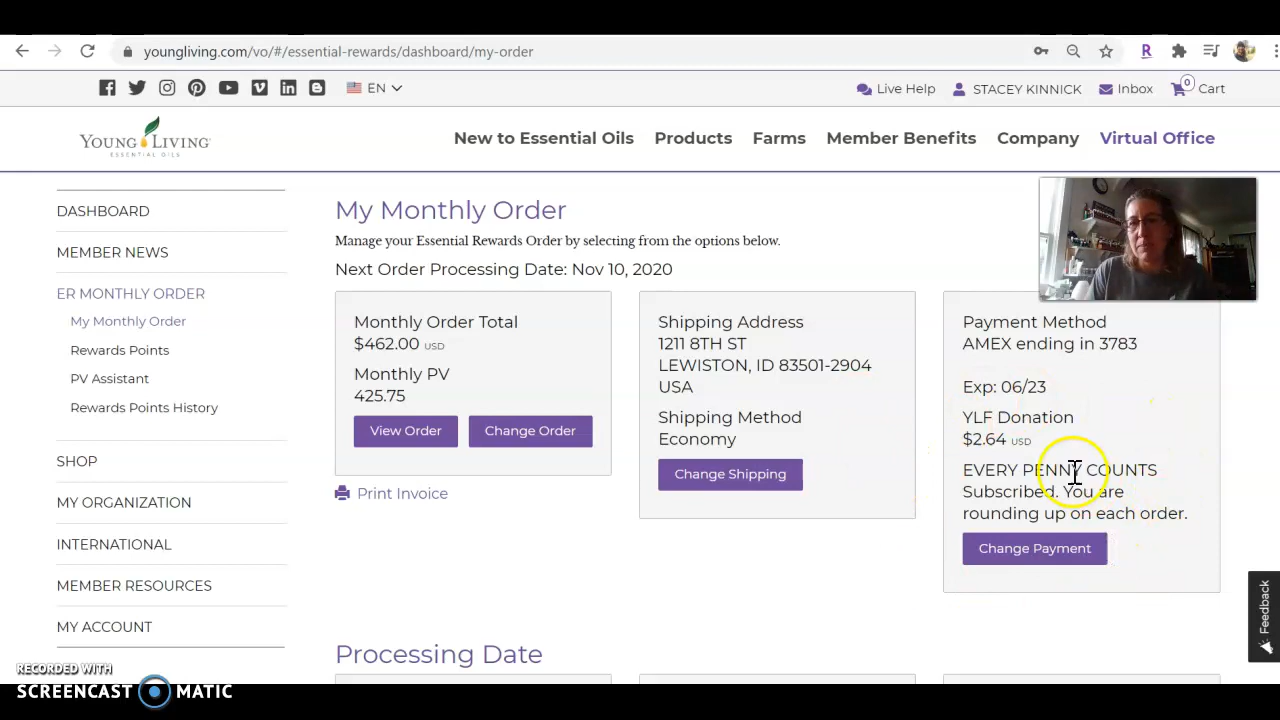 youngliving.com/vo/#/essential-rewards/dashboard/my-order
R
EN
Live Help
STACEY KINNICK
Inbox
0
Cart
YOUNG LIVING
ESSENTIAL OILS
New to Essential Oils
Products
Farms
Member Benefits
Company
Virtual Office
DASHBOARD
MEMBER NEWS
ER MONTHLY ORDER
My Monthly Order
Rewards Points
PV Assistant
Rewards Points History
SHOP
MY ORGANIZATION
INTERNATIONAL
MEMBER RESOURCES
MY ACCOUNT
My Monthly Order
Manage your Essential Rewards Order by selecting from the options below.
Next Order Processing Date: Nov 10, 2020
Monthly Order Total
$462.00 USD
Monthly PV
425.75
View Order
Change Order
Print Invoice
Shipping Address
1211 8TH ST
LEWISTON, ID 83501-2904
USA
Shipping Method
Economy
Change Shipping
Payment Method
AMEX ending in 3783
Exp: 06/23
YLF Donation
$2.64 USD
EVERY PENNY COUNTS
Subscribed. You are
rounding up on each order.
Change Payment
Processing Date
Feedback
RECORDED WITH
SCREENCAST MATIC